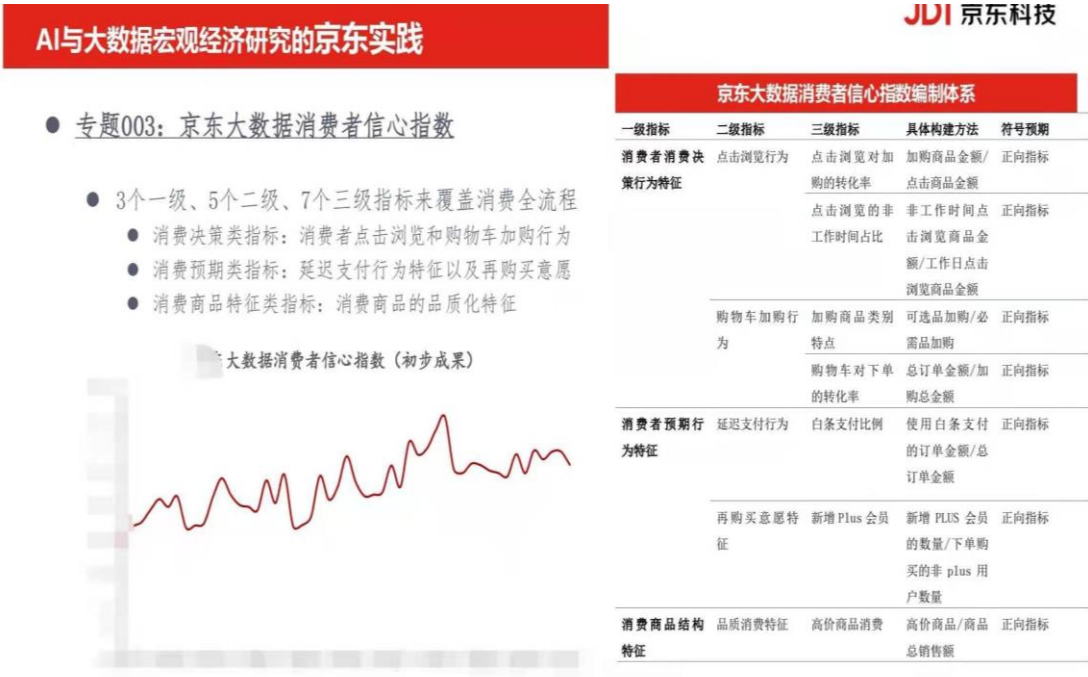 AI与大数据宏观经济研究的京东实践
● 专题003：京东大数据消费者信心指数
● 3个一级、5个二级、7个三级指标来覆盖消费全流程
● 消费决策类指标：消费者点击浏览和购物车加购行为
● 消费预期类指标：延迟支付行为特征以及再购买意愿
● 消费商品特征类指标：消费商品的品质化特征
大数据消费者信心指数（初步成果）
JDT 京东科技
京东大数据消费者信心指数编制体系
一级指标 二级指标 三级指标 具体构建方法 符号预期
消费者消费决 点击浏览行为 点击浏览对加 加购商品金额/ 正向指标
策行为特征 购的转化率 点击商品金额
点击浏览的非 非工作时间点 正向指标
工作时间占比 击浏览商品金
额/工作日点击
浏览商品金额
购物车加购行 加购商品类别 可选品加购/必 正向指标
为 特点 需品加购
购物车对下单 总订单金额/加 正向指标
的转化率 购总金额
消费者预期行 延迟支付行为 白条支付比例 使用白条支付 正向指标
为特征 的订单金额/总
订单金额
再购买意愿特 新增Plus会员 新增 PLUS 会员 正向指标
征 的数量/下单购
买的非 plus 用
户数量
消费商品结构 品质消费特征 高价商品消费 高价商品/商品 正向指标
特征 总销售额